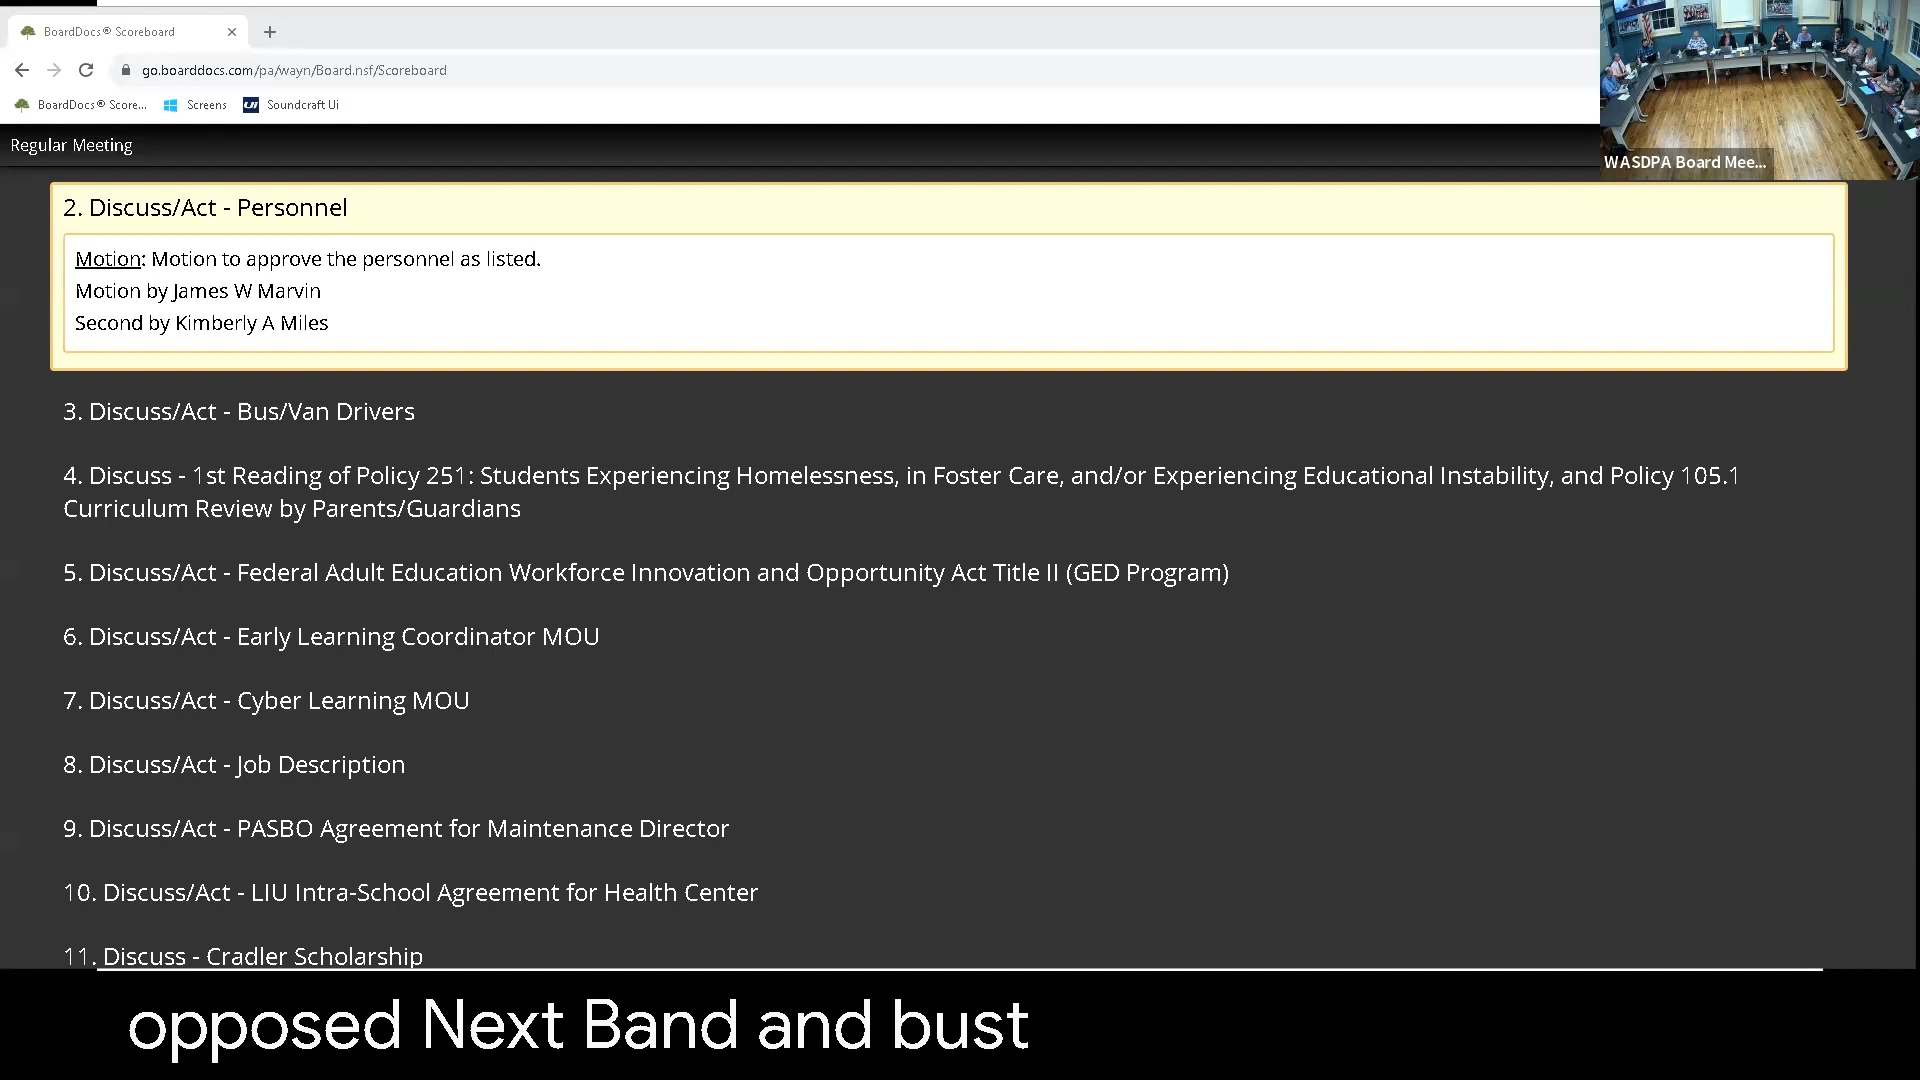 BoardDocs® Scoreboard
go.boarddocs.com/pa/wayn/Board.nsf/Scoreboard
BoardDocs® Score...
Screens
Soundcraft Ui
Regular Meeting
WASDPA Board Mee...
2. Discuss/Act - Personnel
Motion: Motion to approve the personnel as listed.
Motion by James W Marvin
Second by Kimberly A Miles
3. Discuss/Act - Bus/Van Drivers
4. Discuss - 1st Reading of Policy 251: Students Experiencing Homelessness, in Foster Care, and/or Experiencing Educational Instability, and Policy 105.1
Curriculum Review by Parents/Guardians
5. Discuss/Act - Federal Adult Education Workforce Innovation and Opportunity Act Title II (GED Program)
6. Discuss/Act - Early Learning Coordinator MOU
7. Discuss/Act - Cyber Learning MOU
8. Discuss/Act - Job Description
9. Discuss/Act - PASBO Agreement for Maintenance Director
10. Discuss/Act - LIU Intra-School Agreement for Health Center
11. Discuss - Cradler Scholarship
opposed Next Band and bust